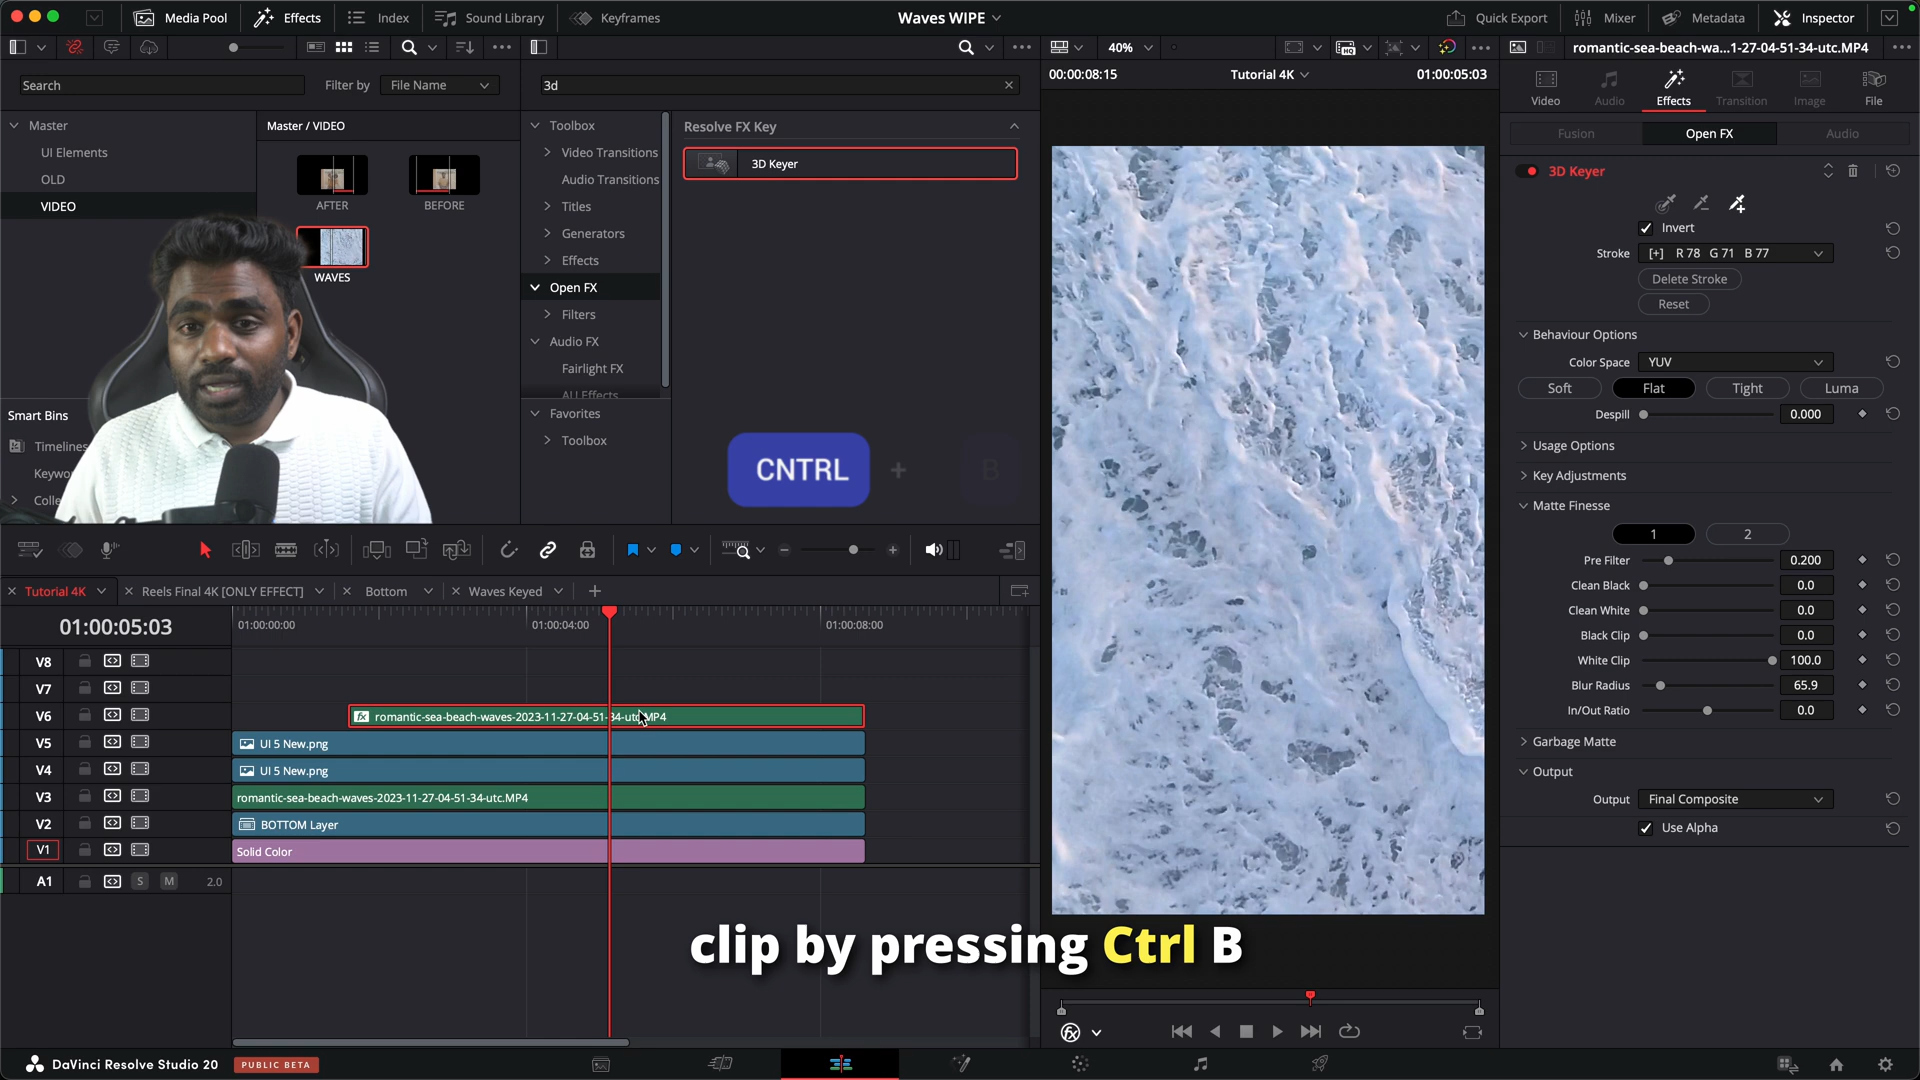 Media Pool
Effects
Index
Sound Library
Keyframes
Waves WIPE
Quick Export
Mixer
Metadata
Inspector
40%
romantic-sea-beach-wa...1-27-04-51-34-utc.MP4
Search
Filter by
File Name
3d
00:00:08:15
Tutorial 4K
01:00:05:03
Video
Audio
Effects
Transition
Image
File
Master
UI Elements
OLD
VIDEO
Master / VIDEO
AFTER
BEFORE
WAVES
Smart Bins
Timelines
Keywo
Colle
Toolbox
Video Transitions
Audio Transitions
Titles
Generators
Effects
Open FX
Filters
Audio FX
Fairlight FX
AU Effects
Favorites
Toolbox
Resolve FX Key
3D Keyer
CNTRL + B
Fusion
Open FX
Audio
3D Keyer
Invert
Stroke
[+] R 78 G 71 B 77
Delete Stroke
Reset
Behaviour Options
Color Space
YUV
Soft
Flat
Tight
Luma
Despill
0.000
Usage Options
Key Adjustments
Matte Finesse
1
2
Pre Filter
0.200
Clean Black
0.0
Clean White
0.0
Black Clip
0.0
White Clip
100.0
Blur Radius
65.9
In/Out Ratio
0.0
Garbage Matte
Output
Output
Final Composite
Use Alpha
Tutorial 4K
Reels Final 4K [ONLY EFFECT]
Bottom
Waves Keyed
01:00:05:03
01:00:00:00
01:00:04:00
01:00:08:00
V8
V7
V6
romantic-sea-beach-waves-2023-11-27-04-51-34-utc.MP4
V5
UI 5 New.png
V4
UI 5 New.png
V3
romantic-sea-beach-waves-2023-11-27-04-51-34-utc.MP4
V2
BOTTOM Layer
V1
Solid Color
A1
S
M
2.0
clip by pressing Ctrl B
DaVinci Resolve Studio 20
PUBLIC BETA